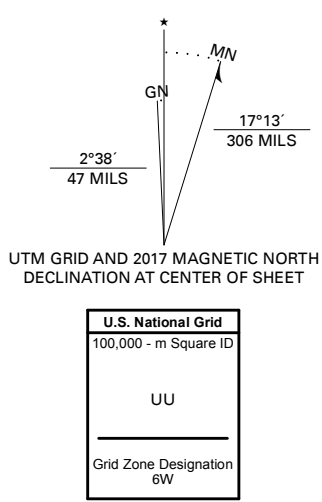 ★
MN
GN
17°13´
306 MILS
2°38´
47 MILS
UTM GRID AND 2017 MAGNETIC NORTH
DECLINATION AT CENTER OF SHEET
U.S. National Grid
100,000 - m Square ID
UU
Grid Zone Designation
6W